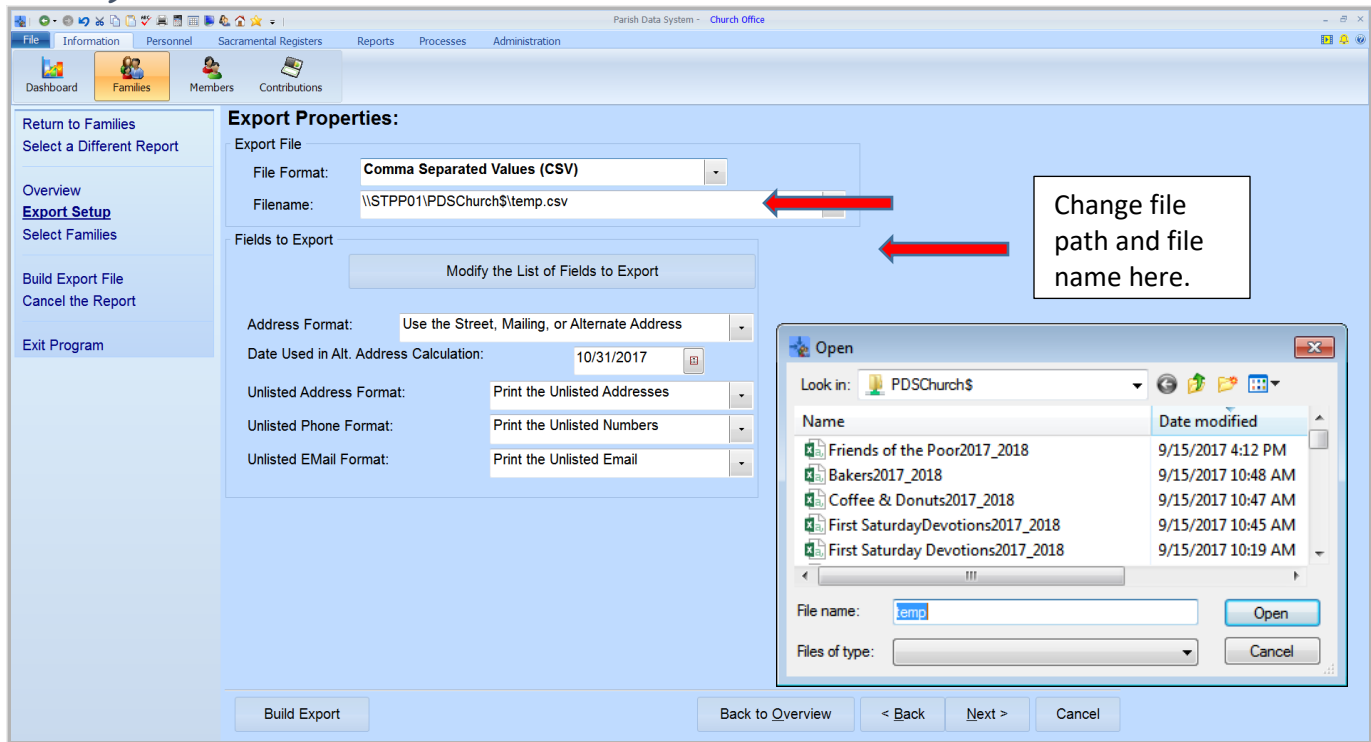 Parish Data System - Church Office
File Information Personnel Sacramental Registers Reports Processes Administration
Dashboard Families Members Contributions
Return to Families
Select a Different Report
Overview
Export Setup
Select Families
Build Export File
Cancel the Report
Exit Program
Export Properties:
Export File
File Format: Comma Separated Values (CSV)
Filename: \\STPP01\PDSChurch$\temp.csv
Fields to Export
Modify the List of Fields to Export
Address Format: Use the Street, Mailing, or Alternate Address
Date Used in Alt. Address Calculation: 10/31/2017
Unlisted Address Format: Print the Unlisted Addresses
Unlisted Phone Format: Print the Unlisted Numbers
Unlisted EMail Format: Print the Unlisted Email
Change file
path and file
name here.
Open
Look in: PDSChurch$
Name Date modified
Friends of the Poor2017_2018 9/15/2017 4:12 PM
Bakers2017_2018 9/15/2017 10:48 AM
Coffee & Donuts2017_2018 9/15/2017 10:47 AM
First SaturdayDevotions2017_2018 9/15/2017 10:45 AM
First Saturday Devotions2017_2018 9/15/2017 10:19 AM
File name: temp Open
Files of type: Cancel
Build Export Back to Overview < Back Next > Cancel